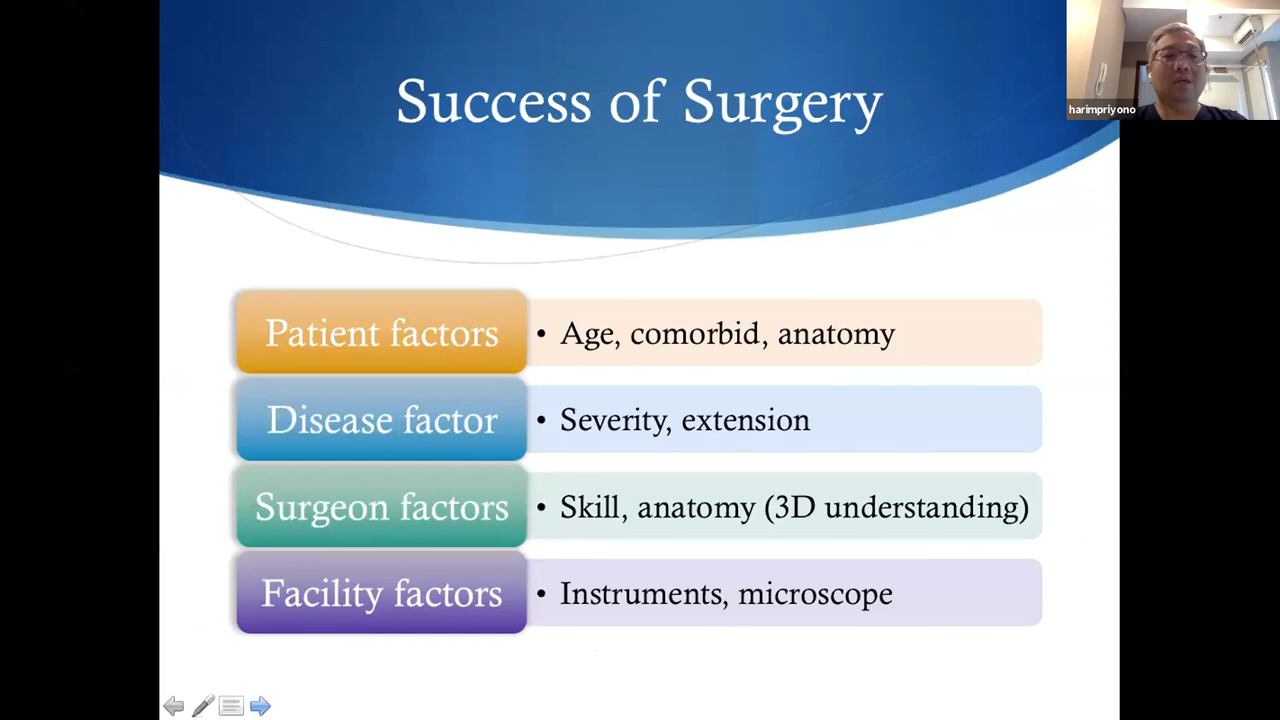 Success of Surgery
harimpriyono
Patient factors
• Age, comorbid, anatomy
Disease factor
• Severity, extension
Surgeon factors
• Skill, anatomy (3D understanding)
Facility factors
• Instruments, microscope